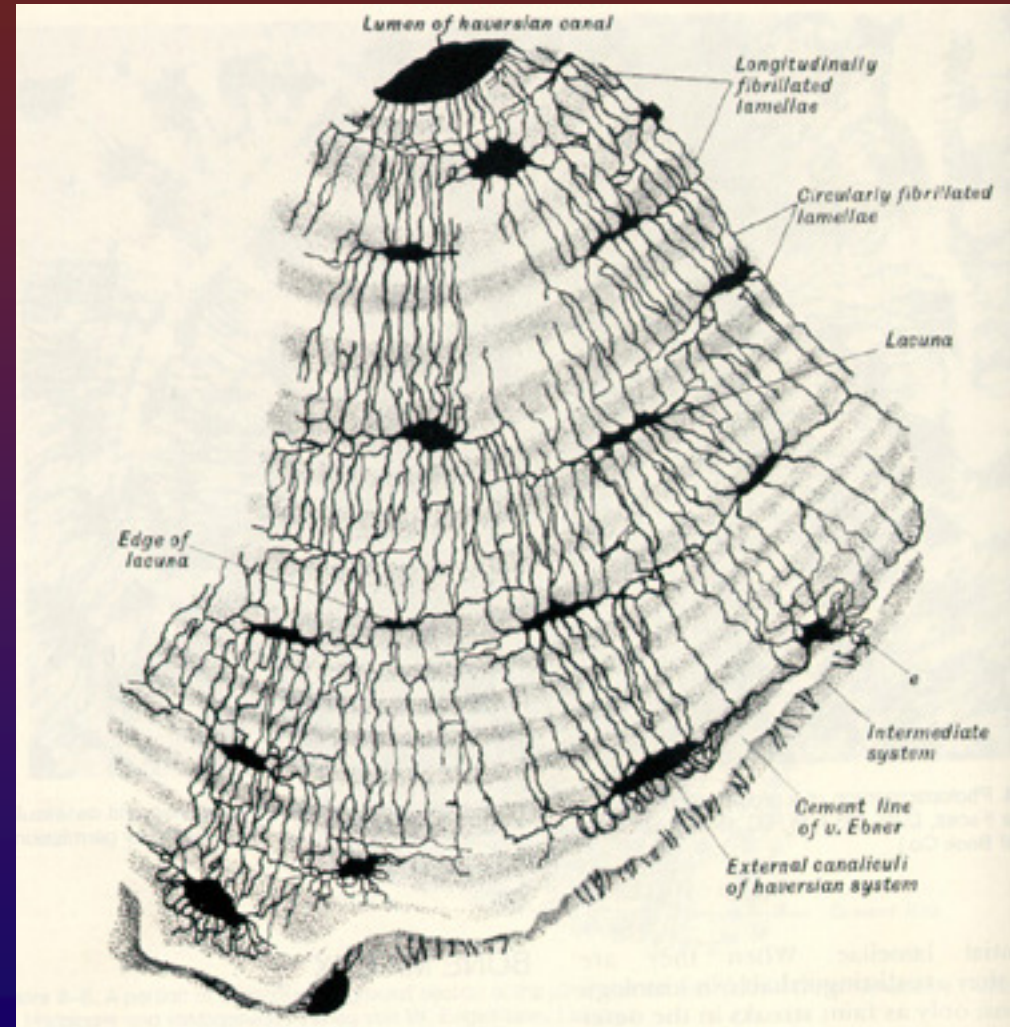 Lumen of haversian canal
Longitudinally
fibrillated
lamellae
Circularly fibrillated
lamellae
Lacuna
Edge of
lacuna
e
Intermediate
system
Cement line
of v. Ebner
External canaliculi
of haversian system